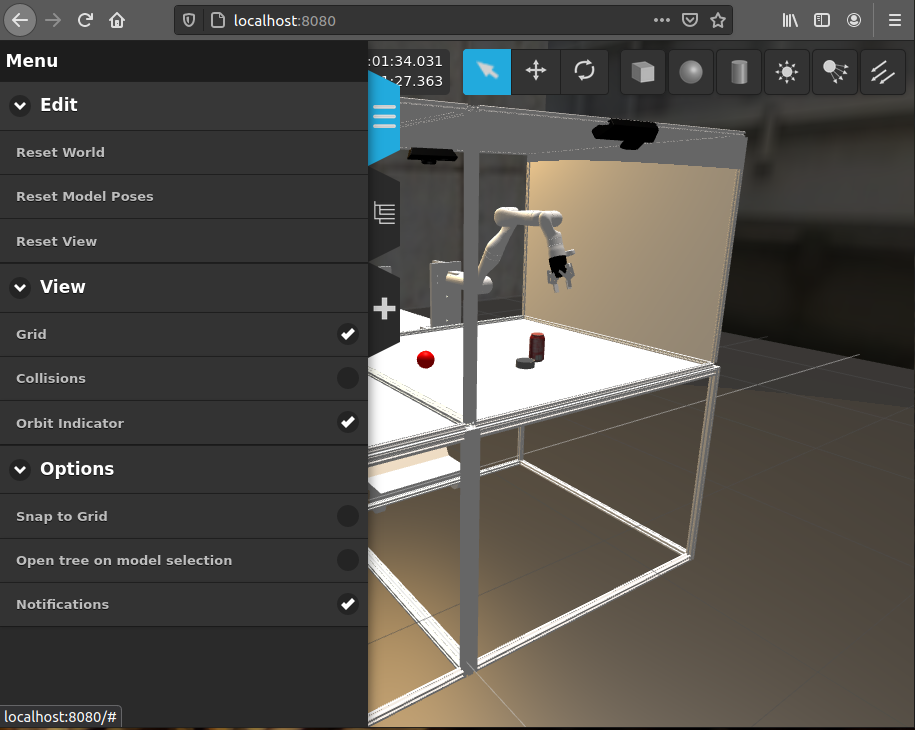 localhost:8080
Menu
:01:34.031
1:27.363
Edit
Reset World
Reset Model Poses
Reset View
View
Grid
Collisions
Orbit Indicator
Options
Snap to Grid
Open tree on model selection
Notifications
localhost:8080/#